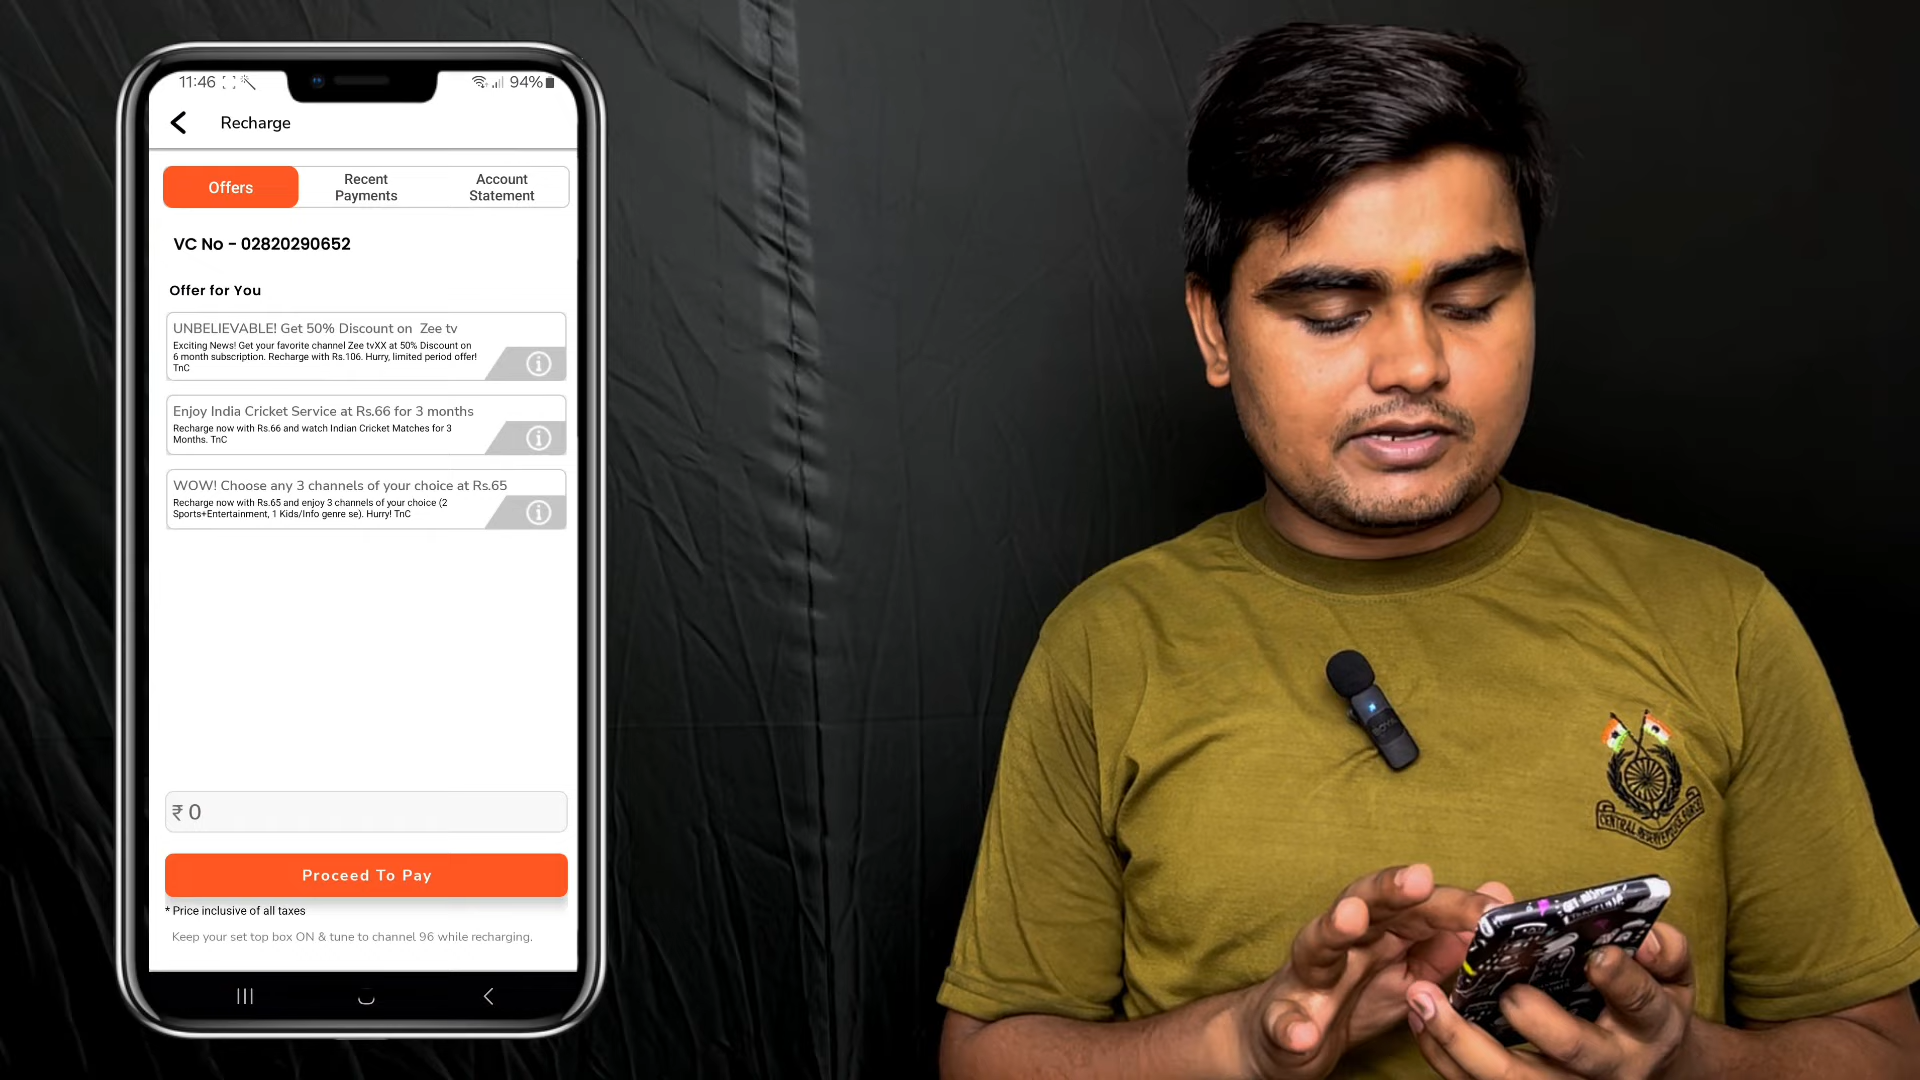 11:46
94%
Recharge
Offers
Recent
Payments
Account
Statement
VC No - 02820290652
Offer for You
UNBELIEVABLE! Get 50% Discount on Zee tv
Exciting News! Get your favorite channel Zee tvXX at 50% Discount on
6 month subscription. Recharge with Rs.106. Hurry, limited period offer!
TnC
Enjoy India Cricket Service at Rs.66 for 3 months
Recharge now with Rs.66 and watch Indian Cricket Matches for 3
Months. TnC
WOW! Choose any 3 channels of your choice at Rs.65
Recharge now with Rs.65 and enjoy 3 channels of your choice (2
Sports+Entertainment, 1 Kids/Info genre se). Hurry! TnC
₹ 0
Proceed To Pay
* Price inclusive of all taxes
Keep your set top box ON & tune to channel 96 while recharging.
BOYA
CENTRAL RESERVE POLICE FORCE